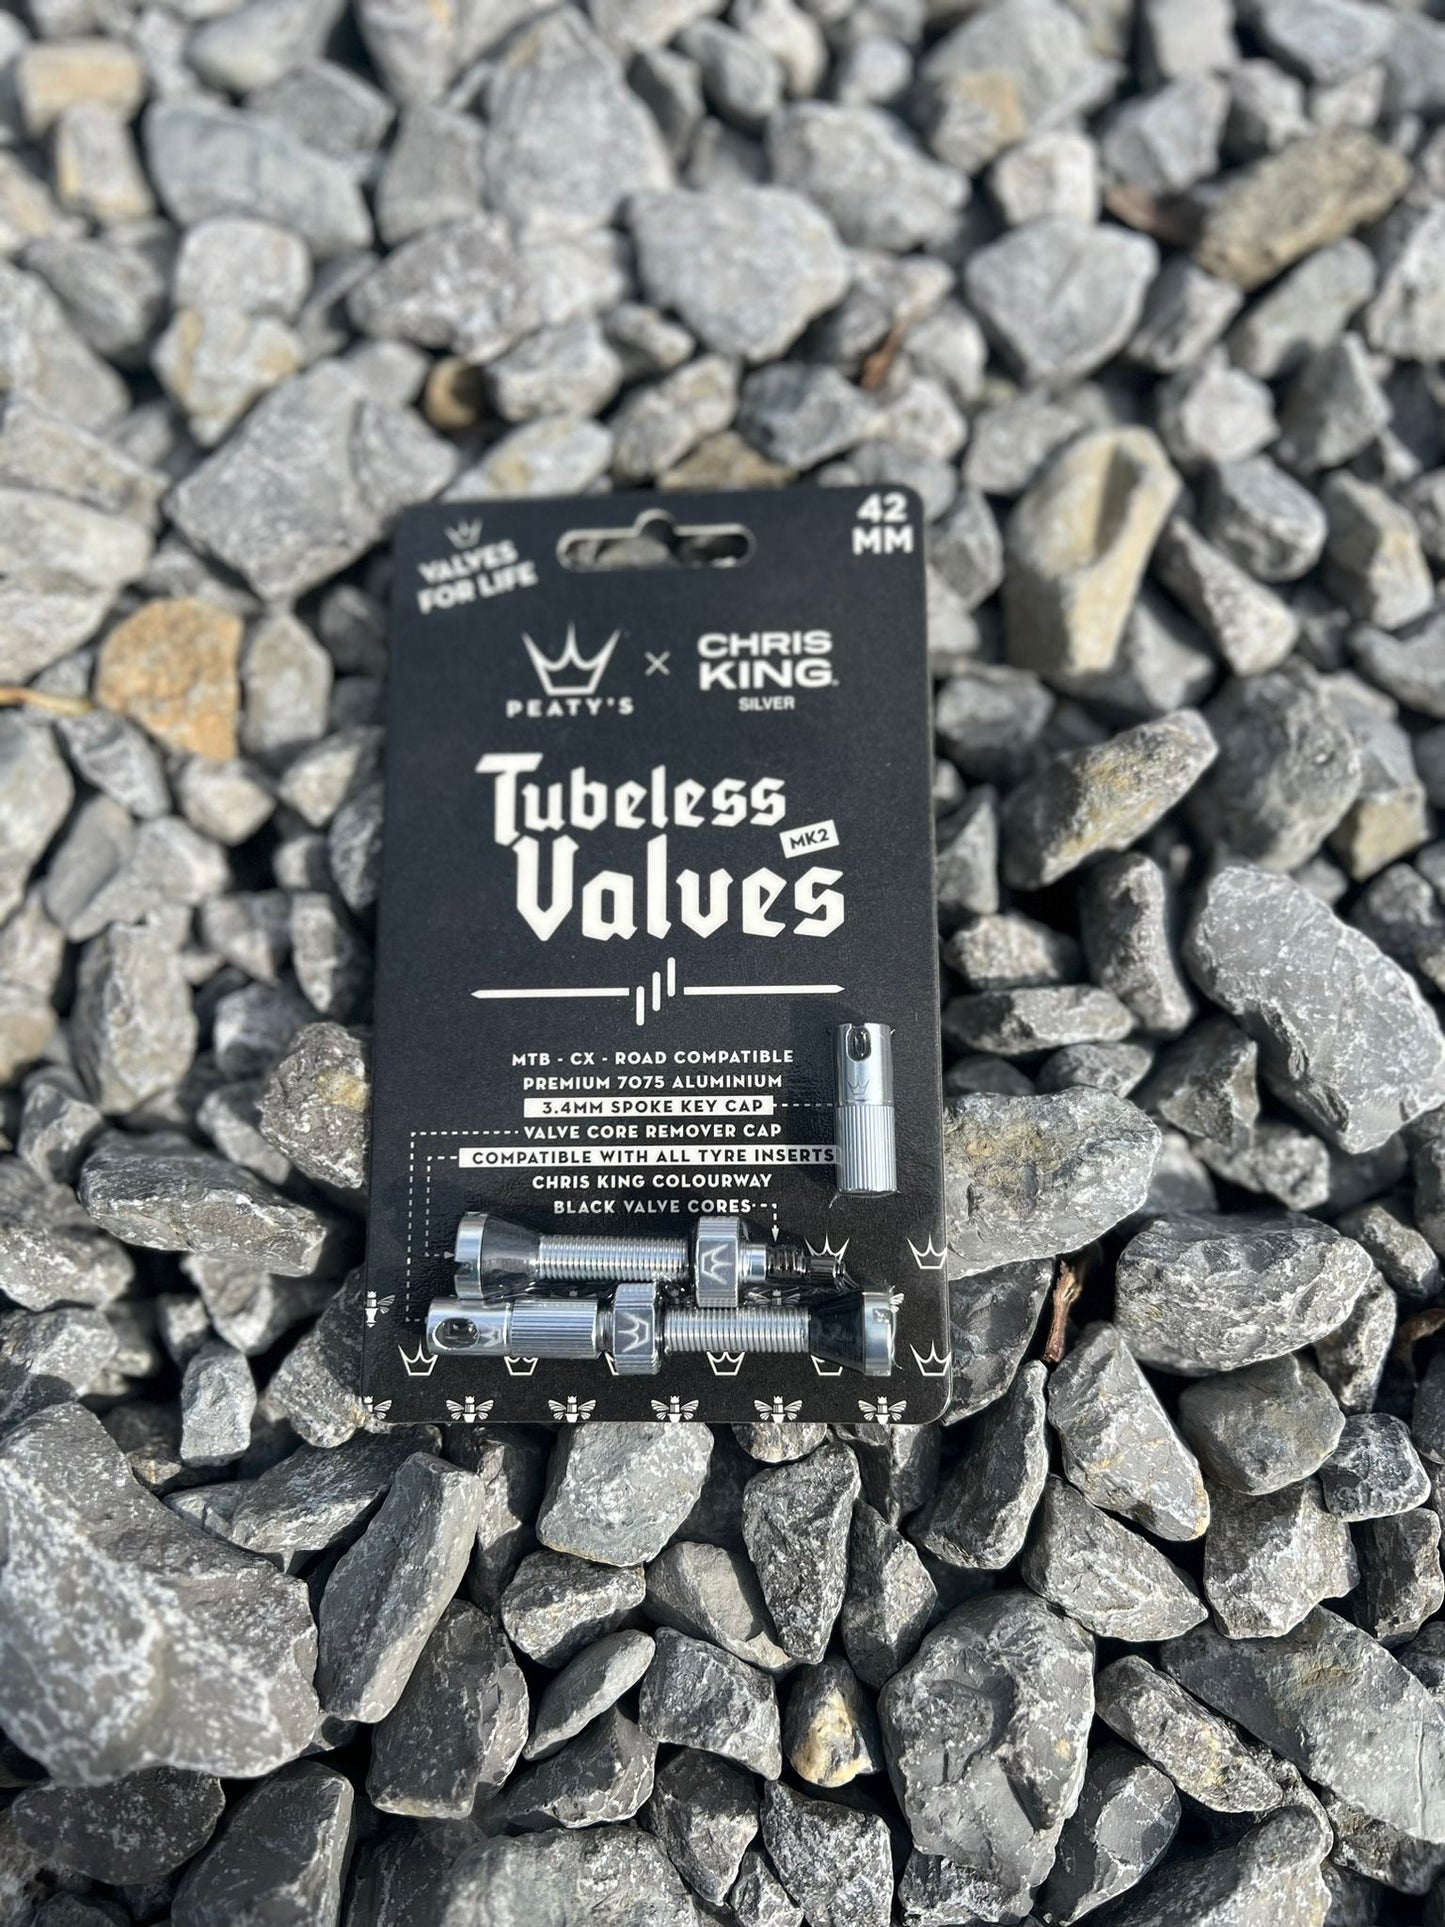 42
MM
VALVES
FOR LIFE
PEATY'S
×
CHRIS
KING
SILVER
Tubeless
MK2
Valves
MTB - CX - ROAD COMPATIBLE
PREMIUM 7075 ALUMINIUM
3.4MM SPOKE KEY CAP
VALVE CORE REMOVER CAP
COMPATIBLE WITH ALL TYRE INSERTS
CHRIS KING COLOURWAY
BLACK VALVE CORES